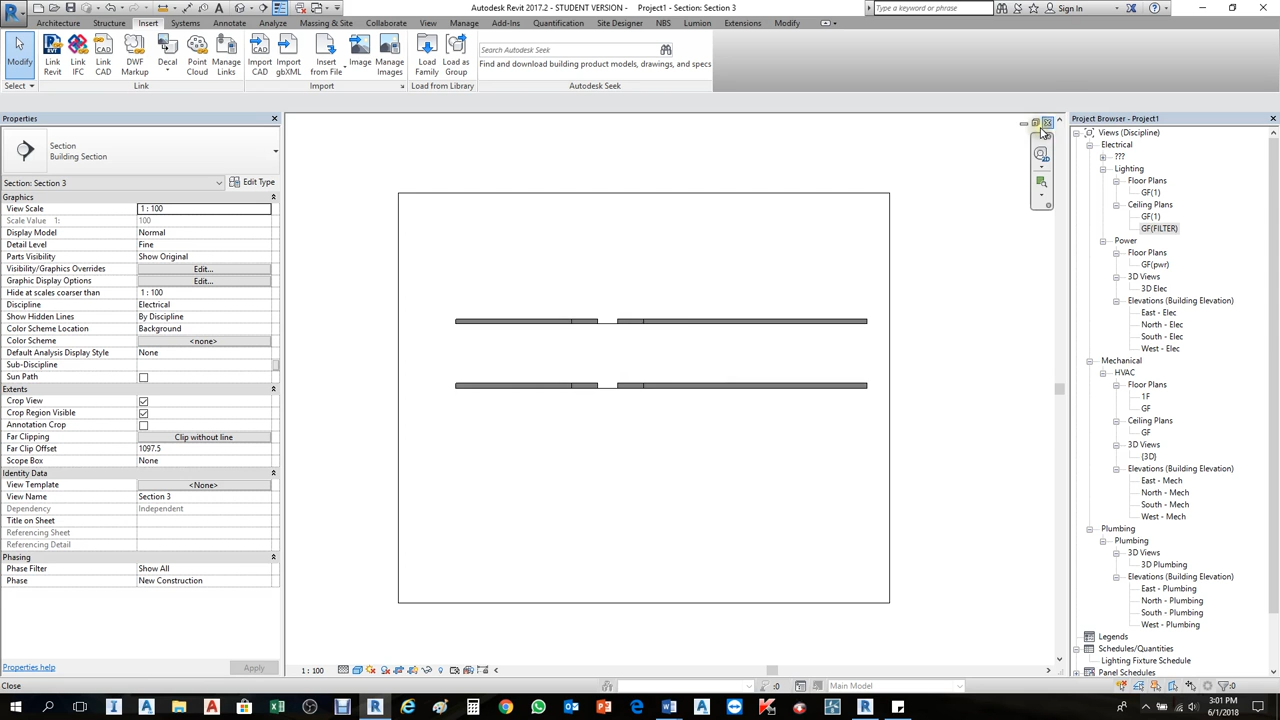 Autodesk Revit 2017.2 - STUDENT VERSION - Project1 - Section: Section 3
Type a keyword or phrase
Sign In
Architecture Structure Insert Systems Annotate Analyze Massing & Site Collaborate View Manage Add-Ins Quantification Site Designer NBS Lumion Extensions Modify
Modify
Link Revit
Link IFC
Link CAD
DWF Markup
Decal
Point Cloud
Manage Links
Import CAD
Import gbXML
Insert from File
Image
Manage Images
Load Family
Load as Group
Search Autodesk Seek
Find and download building product models, drawings, and specs
Select
Link
Import
Load from Library
Autodesk Seek
Properties
Section
Building Section
Section: Section 3
Edit Type
Graphics
View Scale 1 : 100
Scale Value 1: 100
Display Model Normal
Detail Level Fine
Parts Visibility Show Original
Visibility/Graphics Overrides Edit...
Graphic Display Options Edit...
Hide at scales coarser than 1 : 100
Discipline Electrical
Show Hidden Lines By Discipline
Color Scheme Location Background
Color Scheme <none>
Default Analysis Display Style None
Sub-Discipline
Sun Path
Extents
Crop View
Crop Region Visible
Annotation Crop
Far Clipping Clip without line
Far Clip Offset 1097.5
Scope Box None
Identity Data
View Template <None>
View Name Section 3
Dependency Independent
Title on Sheet
Referencing Sheet
Referencing Detail
Phasing
Phase Filter Show All
Phase New Construction
Properties help
Apply
1 : 100
Project Browser - Project1
Views (Discipline)
Electrical
???
Lighting
Floor Plans
GF(1)
Ceiling Plans
GF(1)
GF(FILTER)
Power
Floor Plans
GF(pwr)
3D Views
3D Elec
Elevations (Building Elevation)
East - Elec
North - Elec
South - Elec
West - Elec
Mechanical
HVAC
Floor Plans
1F
GF
Ceiling Plans
GF
3D Views
{3D}
Elevations (Building Elevation)
East - Mech
North - Mech
South - Mech
West - Mech
Plumbing
Plumbing
3D Views
3D Plumbing
Elevations (Building Elevation)
East - Plumbing
North - Plumbing
South - Plumbing
West - Plumbing
Legends
Schedules/Quantities
Lighting Fixture Schedule
Panel Schedules
Close
:0
Main Model
:0
3:01 PM
6/1/2018